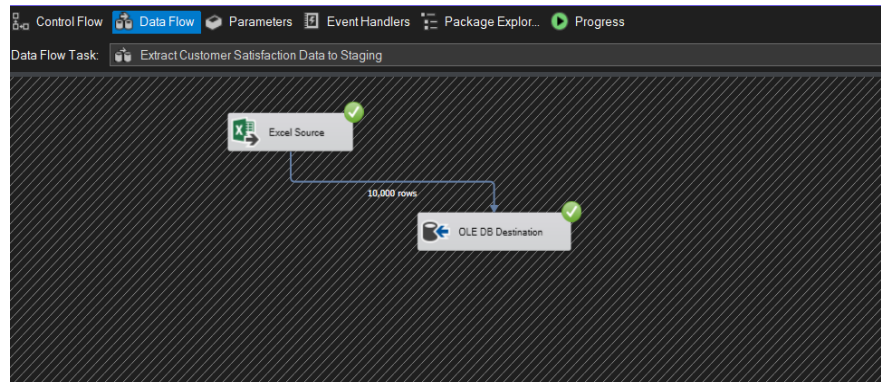 Control Flow Data Flow Parameters Event Handlers Package Explor... Progress
Data Flow Task: Extract Customer Satisfaction Data to Staging
Excel Source
10,000 rows
OLE DB Destination